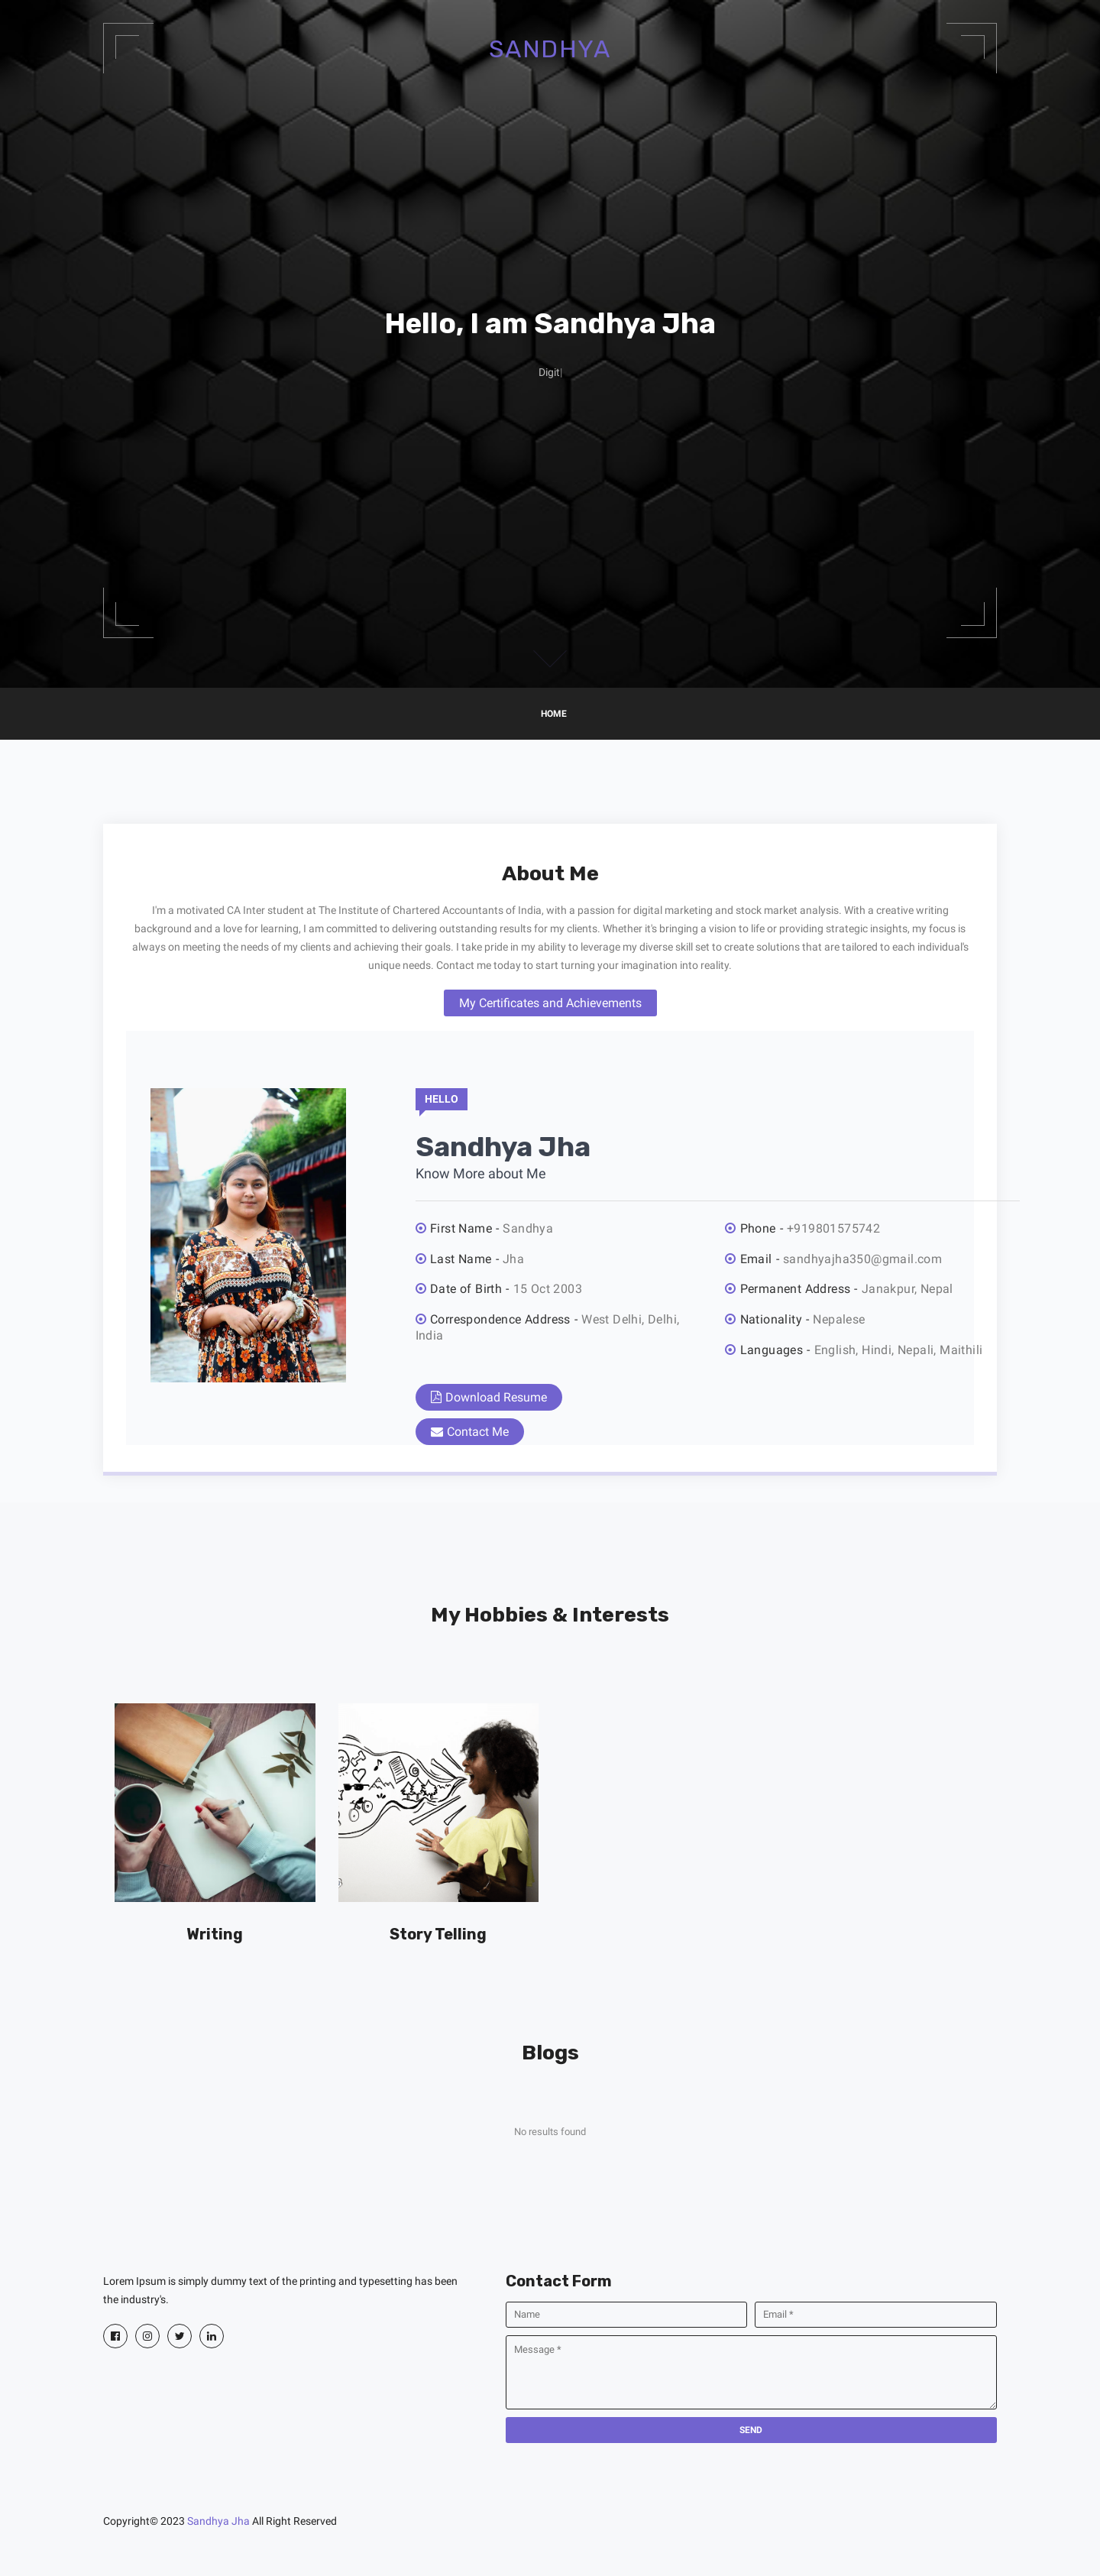 SANDHYA
Hello, I am Sandhya Jha
Digit|
HOME
About Me
I'm a motivated CA Inter student at The Institute of Chartered Accountants of India, with a passion for digital marketing and stock market analysis. With a creative writing
background and a love for learning, I am committed to delivering outstanding results for my clients. Whether it's bringing a vision to life or providing strategic insights, my focus is
always on meeting the needs of my clients and achieving their goals. I take pride in my ability to leverage my diverse skill set to create solutions that are tailored to each individual's
unique needs. Contact me today to start turning your imagination into reality.
My Certificates and Achievements
HELLO
Sandhya Jha
Know More about Me
First Name - Sandhya
Last Name - Jha
Date of Birth - 15 Oct 2003
Correspondence Address - West Delhi, Delhi,
India
Phone - +919801575742
Email - sandhyajha350@gmail.com
Permanent Address - Janakpur, Nepal
Nationality - Nepalese
Languages - English, Hindi, Nepali, Maithili
Download Resume
Contact Me
My Hobbies & Interests
Writing
Story Telling
Blogs
No results found
Lorem Ipsum is simply dummy text of the printing and typesetting has been
the industry's.
Contact Form
Name
Email *
Message *
SEND
Copyright© 2023 Sandhya Jha All Right Reserved